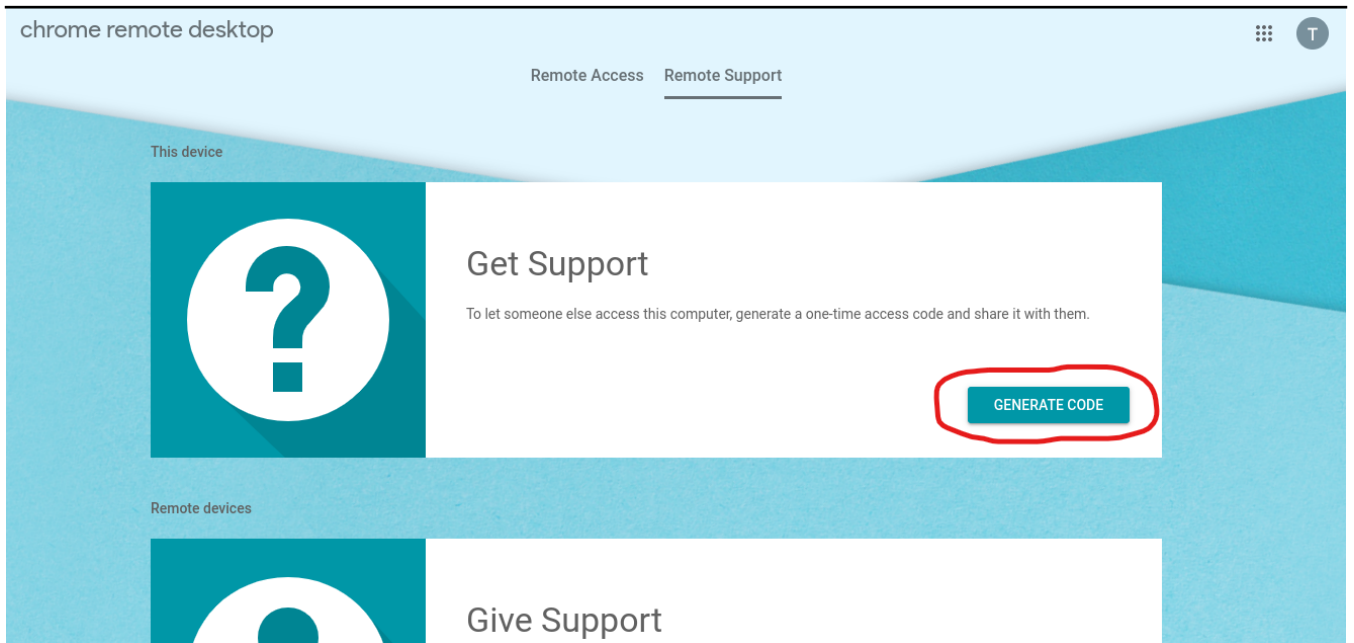 chrome remote desktop
T
Remote Access Remote Support
This device
Get Support
To let someone else access this computer, generate a one-time access code and share it with them.
GENERATE CODE
Remote devices
Give Support